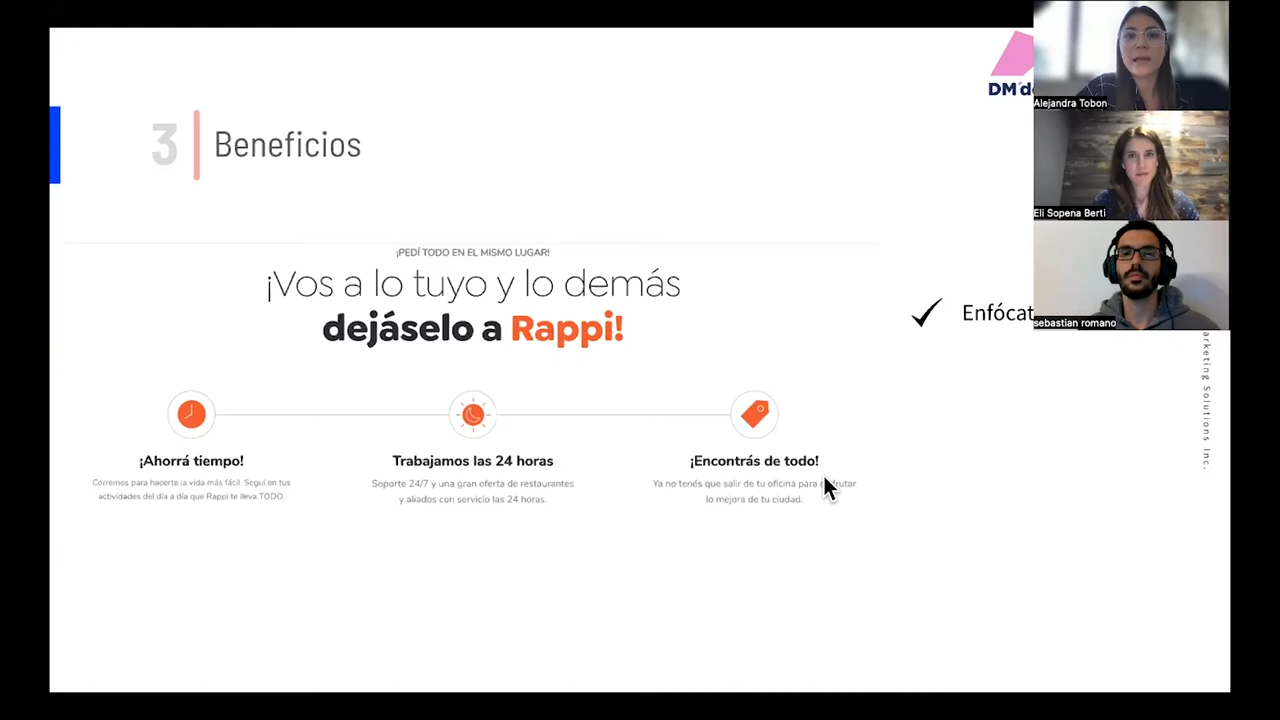 DM
Alejandra Tobon
3
Beneficios
Eli Sopena Berti
¡PEDÍ TODO EN EL MISMO LUGAR!
¡Vos a lo tuyo y lo demás
dejáselo a Rappi!
sebastian romano
arketing Solutions Inc.
¡Ahorrá tiempo!
Corremos para hacerte la vida más fácil. Seguí en tus
actividades del día a día que Rappi te lleva TODO.
Trabajamos las 24 horas
Soporte 24/7 y una gran oferta de restaurantes
y aliados con servicio las 24 horas.
¡Encontrás de todo!
Ya no tenés que salir de tu oficina para
lo mejora de tu ciudad.